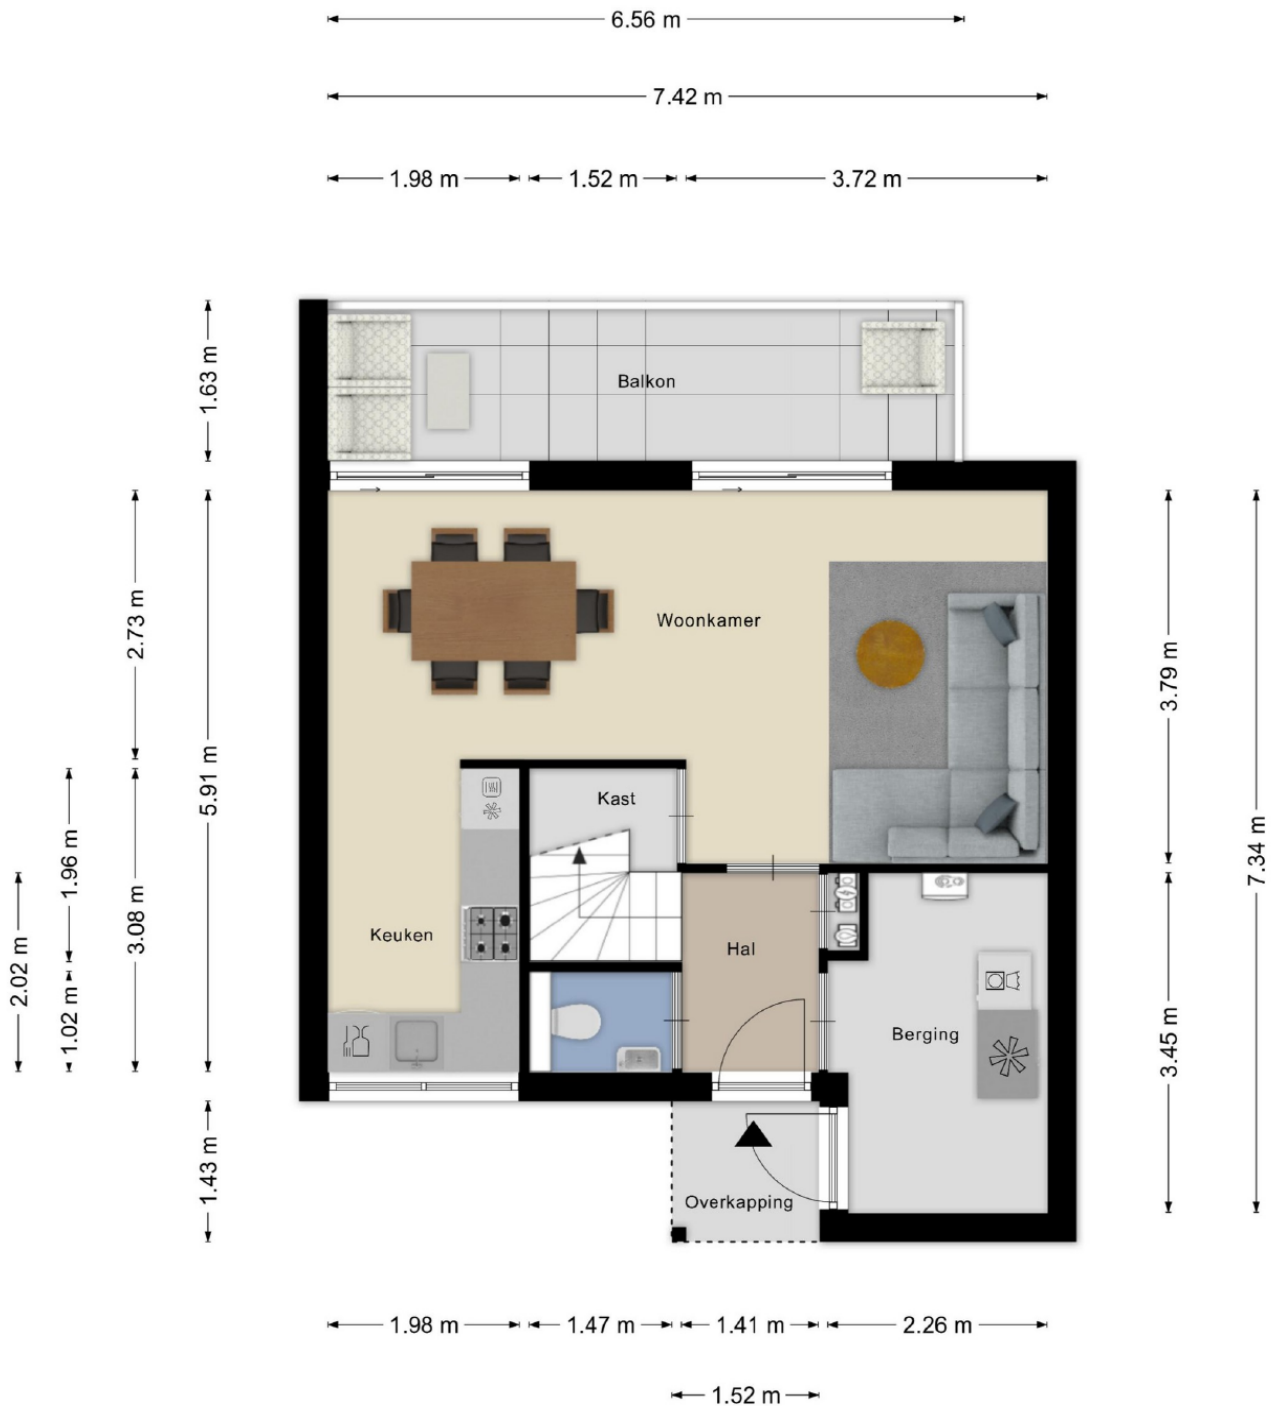 6.56 m
7.42 m
1.98 m
1.52 m
3.72 m
1.63 m
Balkon
2.73 m
5.91 m
Woonkamer
3.79 m
7.34 m
Kast
1.96 m
3.08 m
2.02 m
1.02 m
Keuken
Hal
Berging
3.45 m
1.43 m
Overkapping
1.98 m
1.47 m
1.41 m
2.26 m
1.52 m